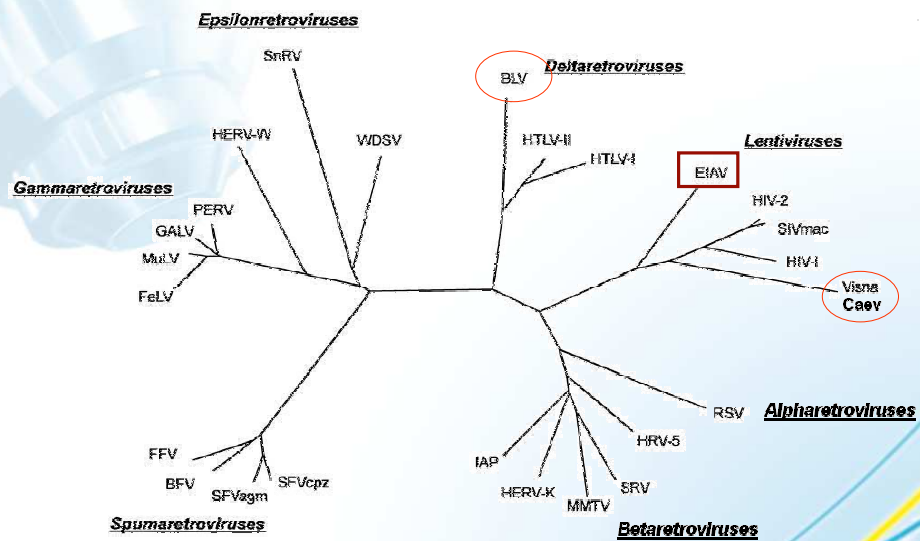 Epsilonretroviruses
SnRV
HERV-W
WDSV
Gammaretroviruses
PERV
GALV
MuLV
FeLV
BLV
Deltaretroviruses
HTLV-II
HTLV-I
Lentiviruses
EIAV
HIV-2
SIVmac
HIV-I
Visna
Caev
RSV
Alpharetroviruses
HRV-5
SRV
MMTV
HERV-K
IAP
Betaretroviruses
FFV
BFV
SFVagm
SFVcpz
Spumaretroviruses